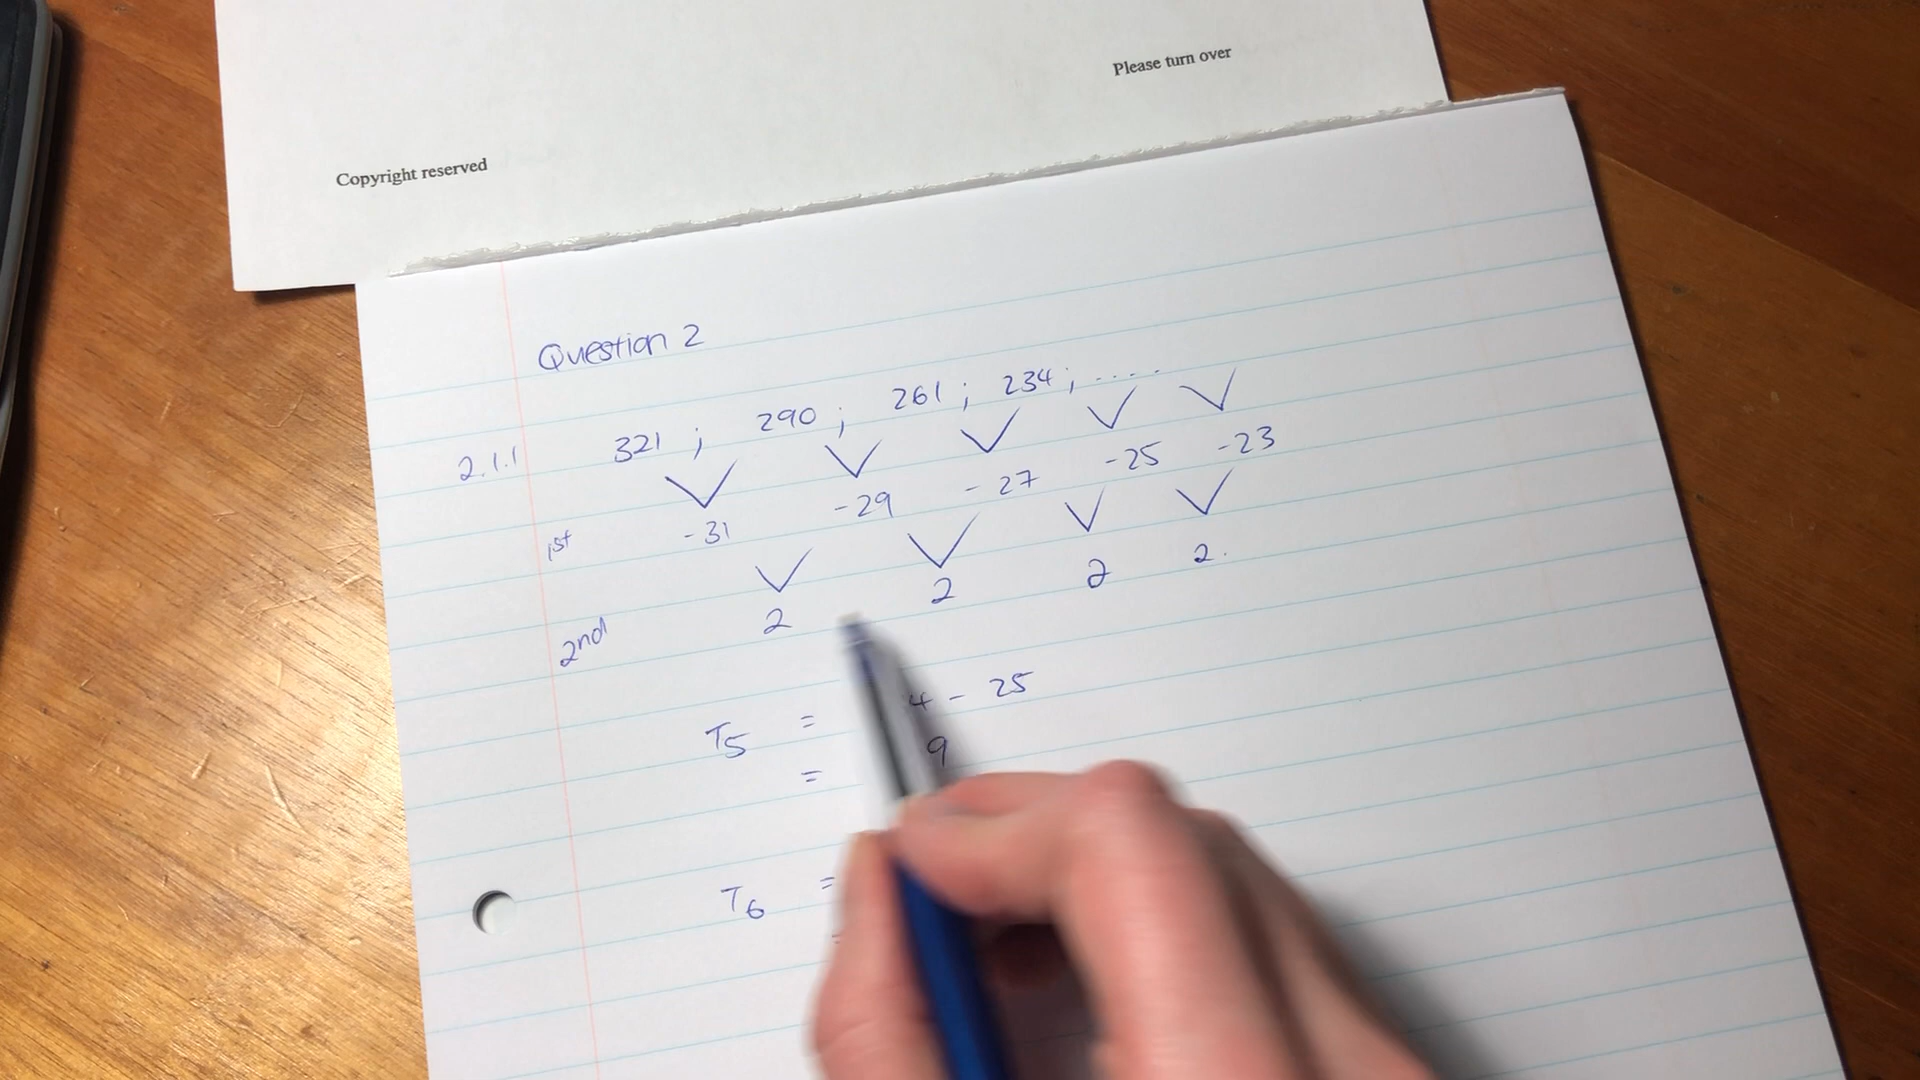 Please turn over
Copyright reserved
Question 2
2.1.1 321 ; 290 ; 261 ; 234 ; ....
1st -31 -29 -27 -25 -23
2nd 2 2 2 2.
T5 = 4 - 25
= 9
T6 =
=